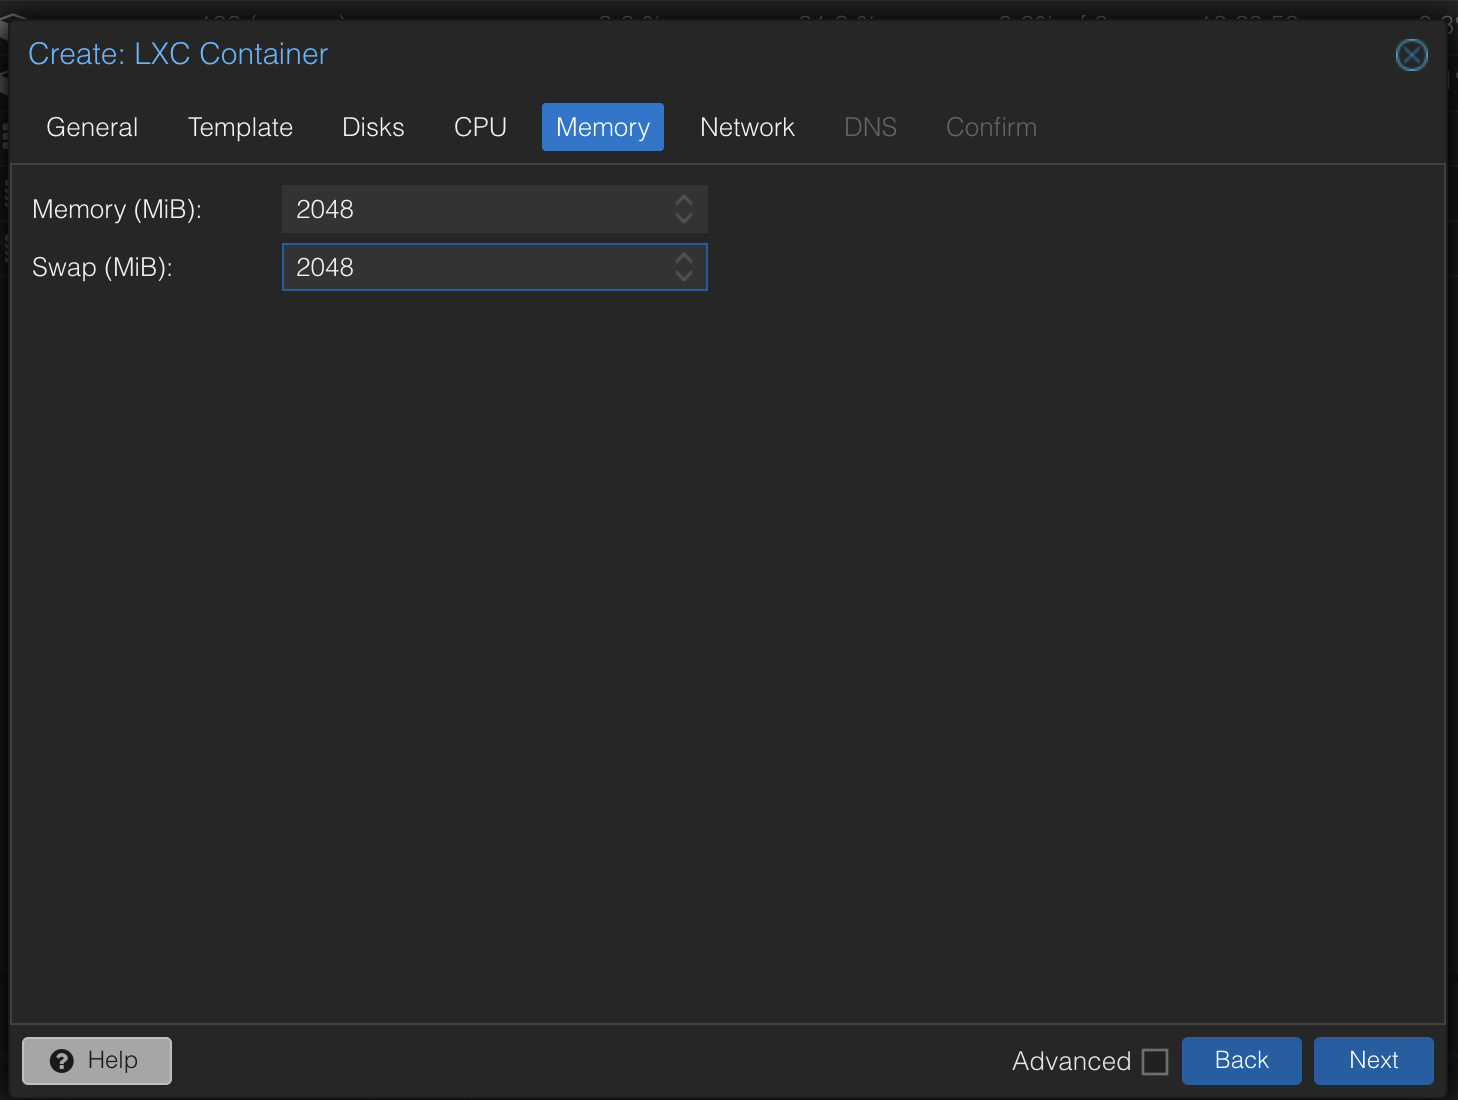 Create: LXC Container
General Template Disks CPU Memory Network DNS Confirm
Memory (MiB): 2048
Swap (MiB): 2048
Help Advanced Back Next